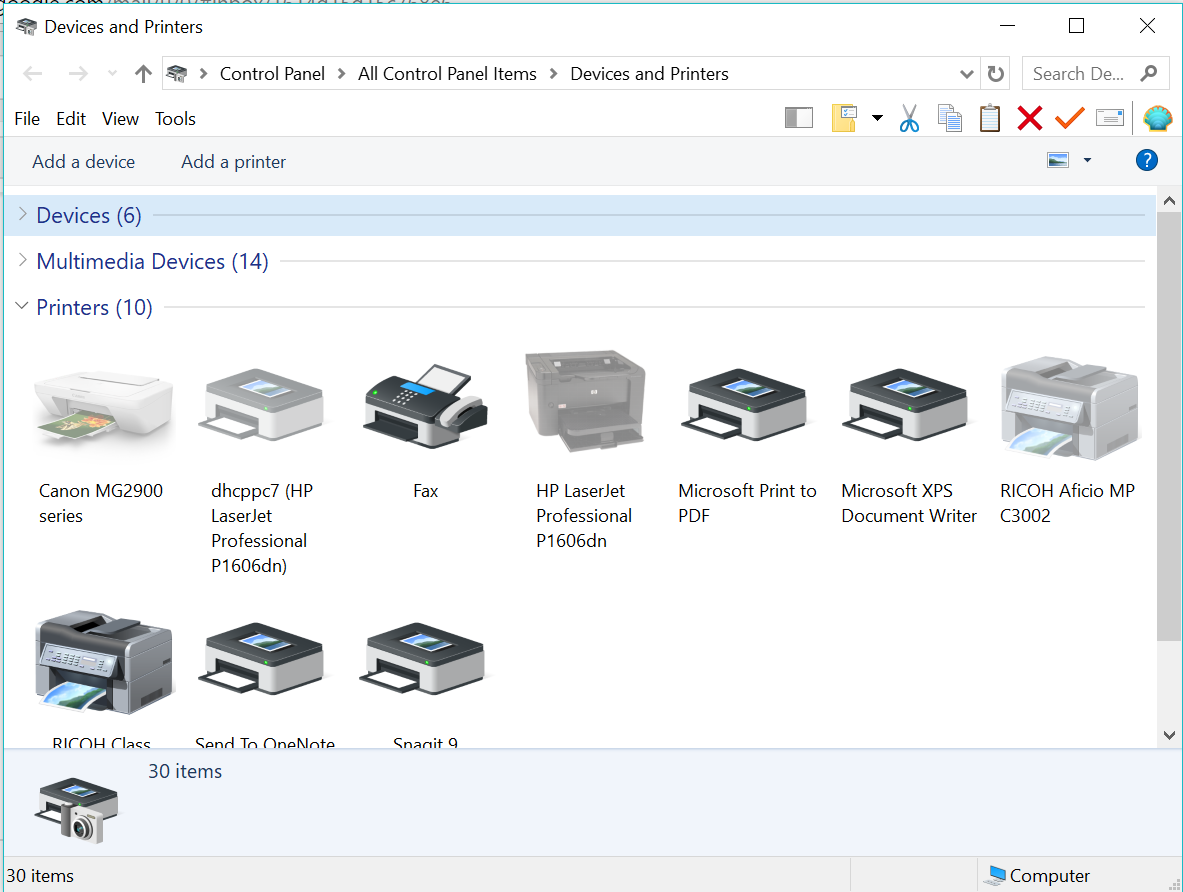 Devices and Printers
Control Panel > All Control Panel Items > Devices and Printers
Search De...
File Edit View Tools
Add a device Add a printer
Devices (6)
Multimedia Devices (14)
Printers (10)
Canon MG2900
series
dhcppc7 (HP
LaserJet
Professional
P1606dn)
Fax
HP LaserJet
Professional
P1606dn
Microsoft Print to
PDF
Microsoft XPS
Document Writer
RICOH Aficio MP
C3002
RICOH Class
Send To OneNote
Snagit 9
30 items
30 items
Computer